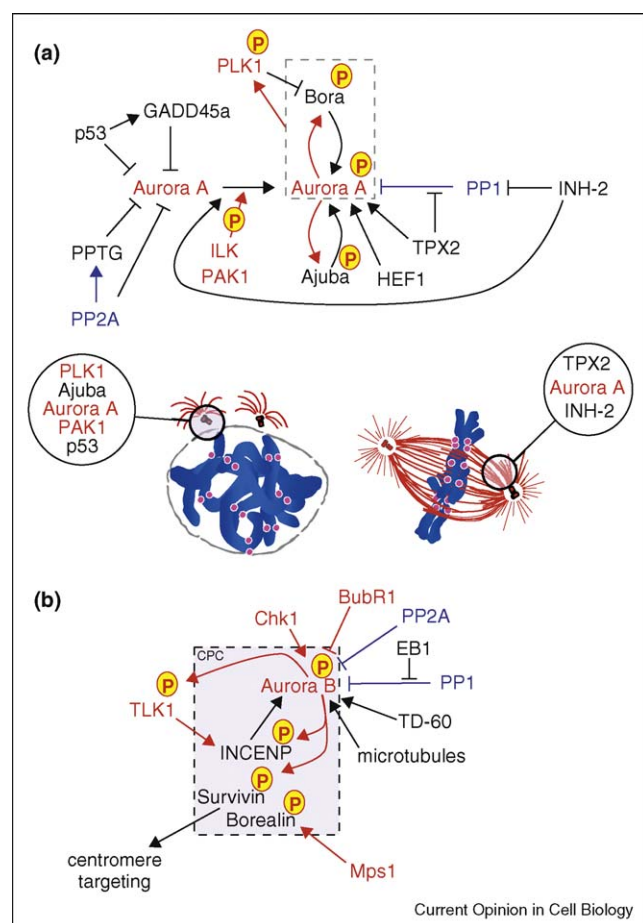 (a)
P
PLK1
P
Bora
GADD45a
p53
P
Aurora A
Aurora A
PP1
INH-2
P
PPTG
ILK
TPX2
P
PAK1
Ajuba
HEF1
PP2A
PLK1
Ajuba
Aurora A
PAK1
p53
TPX2
Aurora A
INH-2
(b)
BubR1
Chk1
PP2A
CPC
EB1
P
P
Aurora B
PP1
TLK1
P
TD-60
INCENP
microtubules
P
Survivin
P
Borealin
centromere
targeting
Mps1
Current Opinion in Cell Biology